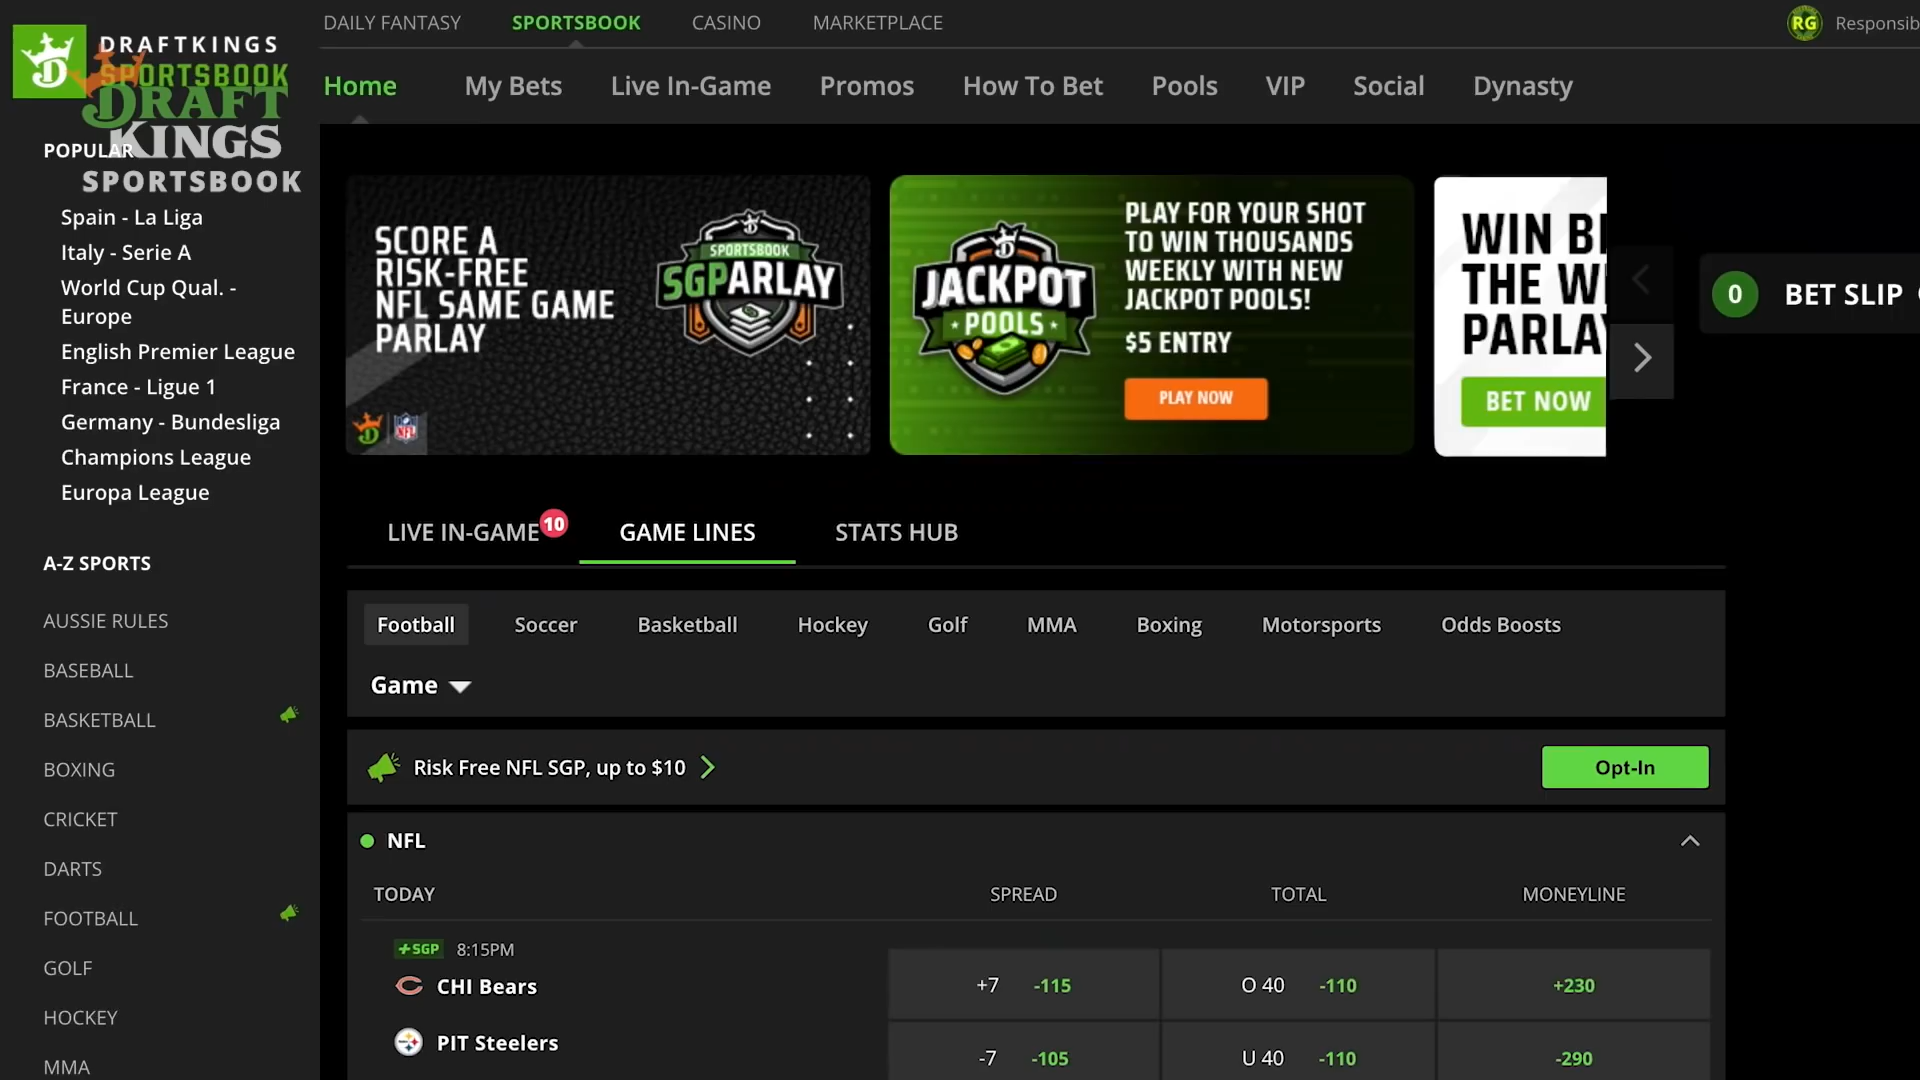 DAILY FANTASY SPORTSBOOK CASINO MARKETPLACE
RG Responsib
DRAFTKINGS
SPORTSBOOK
DRAFT
KINGS
SPORTSBOOK
Home My Bets Live In-Game Promos How To Bet Pools VIP Social Dynasty
POPULAR
Spain - La Liga
Italy - Serie A
World Cup Qual. -
Europe
English Premier League
France - Ligue 1
Germany - Bundesliga
Champions League
Europa League
A-Z SPORTS
AUSSIE RULES
BASEBALL
BASKETBALL
BOXING
CRICKET
DARTS
FOOTBALL
GOLF
HOCKEY
MMA
SCORE A
RISK-FREE
NFL SAME GAME
PARLAY
SPORTSBOOK
SGPARLAY
NFL
JACKPOT
POOLS
PLAY FOR YOUR SHOT
TO WIN THOUSANDS
WEEKLY WITH NEW
JACKPOT POOLS!
$5 ENTRY
PLAY NOW
WIN BI
THE W
PARLAY
BET NOW
0 BET SLIP
LIVE IN-GAME 10 GAME LINES STATS HUB
Football Soccer Basketball Hockey Golf MMA Boxing Motorsports Odds Boosts
Game
Risk Free NFL SGP, up to $10
Opt-In
NFL
TODAY SPREAD TOTAL MONEYLINE
+SGP 8:15PM
CHI Bears +7 -115 O 40 -110 +230
PIT Steelers -7 -105 U 40 -110 -290